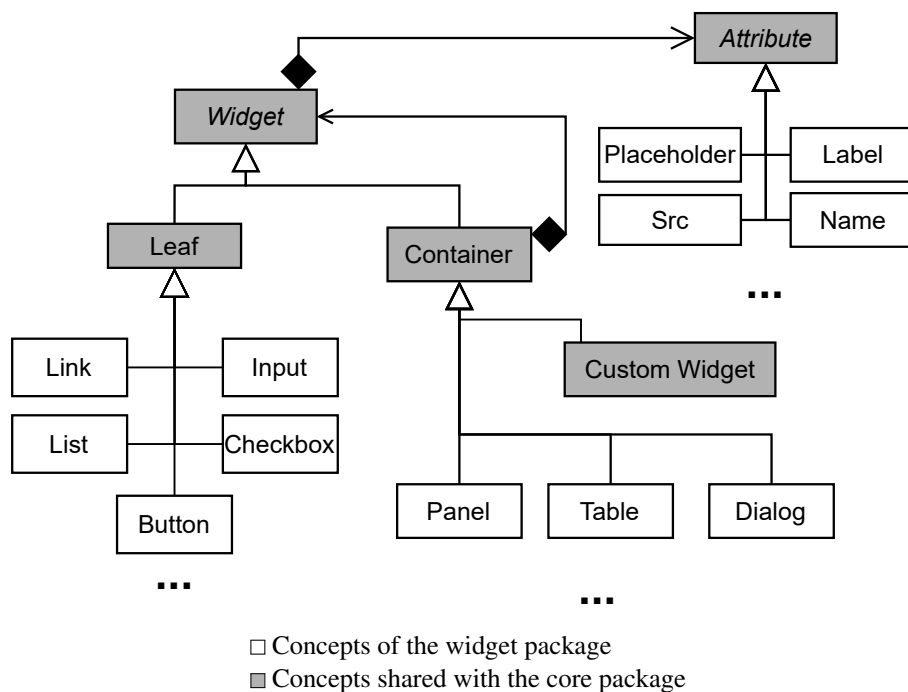 Attribute
Widget
Placeholder
Label
Src
Name
Leaf
Container
...
Link
Input
Custom Widget
List
Checkbox
Button
Panel
Table
Dialog
...
...
Concepts of the widget package
Concepts shared with the core package